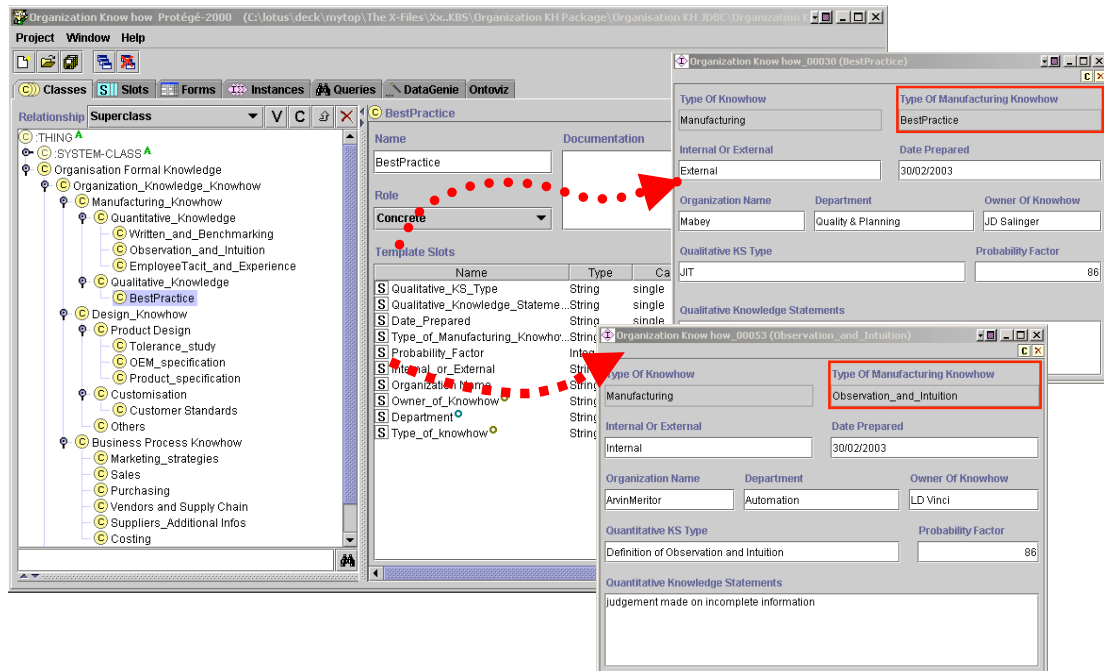 Organization Know how Protégé-2000 (C:\lotus\deck\mytop\The X-Files\Xк..KBS\Organization KH Package\Organisation KH JDBC\Organization K
Project Window Help
Classes Slots Forms Instances Queries DataGenie Ontoviz
Relationship Superclass V C
:THING A
:SYSTEM-CLASS A
Organisation Formal Knowledge
Organization_Knowledge_Knowhow
Manufacturing_Knowhow
Quantitative_Knowledge
Written_and_Benchmarking
Observation_and_Intuition
EmployeeTacit_and_Experience
Qualitative_Knowledge
BestPractice
Design_Knowhow
Product Design
Tolerance_study
OEM_specification
Product_specification
Customisation
Customer Standards
Others
Business Process Knowhow
Marketing_strategies
Sales
Purchasing
Vendors and Supply Chain
Suppliers_Additional Infos
Costing
C BestPractice
Name Documentation
BestPractice
Role
Concrete
Template Slots
Name Type Ca
S Qualitative_KS_Type String single
S Qualitative_Knowledge_Stateme... String single
S Date_Prepared String single
S Type_of_Manufacturing_Knowho... String
S Probability_Factor Integ
S Internal_or_External String
S Organization Name String
S Owner_of_Knowhow String
S Department String
S Type_of_knowhow String
Organization Know how_00030 (BestPractice)
C
Type Of Knowhow Type Of Manufacturing Knowhow
Manufacturing BestPractice
Internal Or External Date Prepared
External 30/02/2003
Organization Name Department Owner Of Knowhow
Mabey Quality & Planning JD Salinger
Qualitative KS Type Probability Factor
JIT 86
Qualitative Knowledge Statements
Organization Know how_00053 (Observation_and_Intuition)
C
Type Of Knowhow Type Of Manufacturing Knowhow
Manufacturing Observation_and_Intuition
Internal Or External Date Prepared
Internal 30/02/2003
Organization Name Department Owner Of Knowhow
ArvinMeritor Automation LD Vinci
Quantitative KS Type Probability Factor
Definition of Observation and Intuition 86
Quantitative Knowledge Statements
judgement made on incomplete information